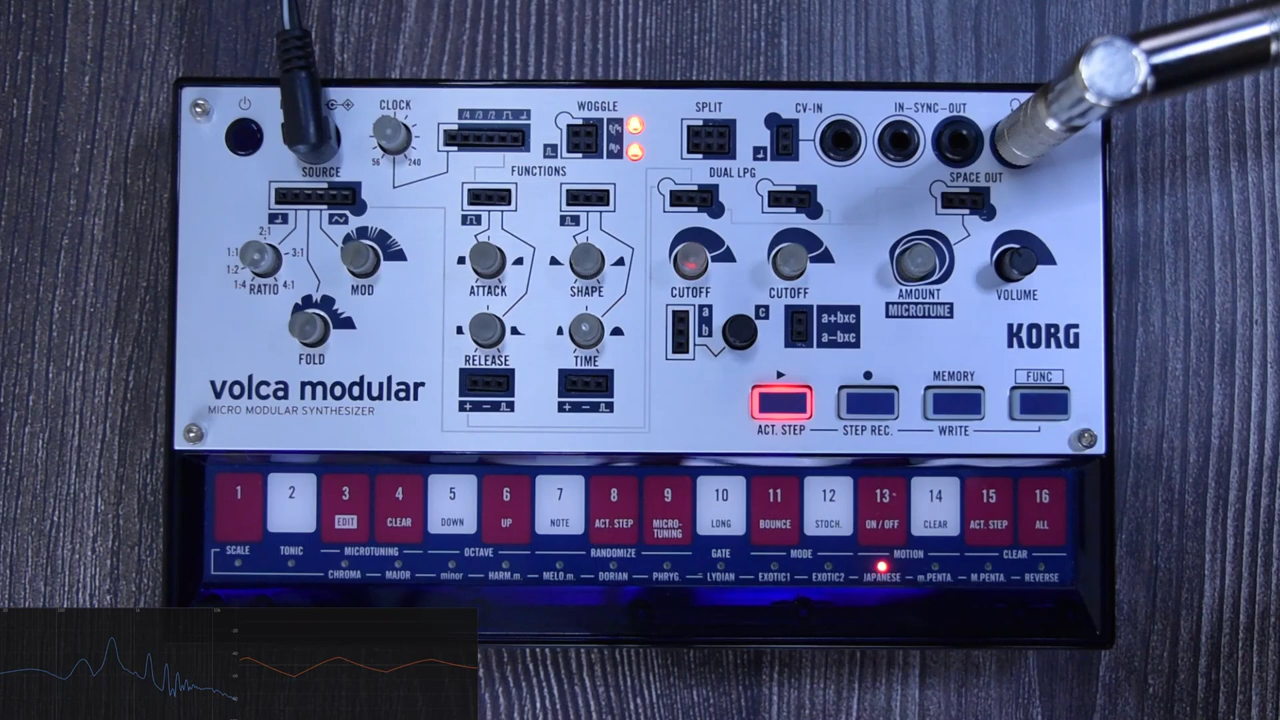 CLOCK
56 240
/4 /3 /2
WOGGLE
SPLIT
CV-IN
IN–SYNC–OUT
SOURCE
FUNCTIONS
DUAL LPG
SPACE OUT
2:1
1:1 3:1
1:2
1:4 4:1
RATIO
MOD
FOLD
ATTACK
SHAPE
RELEASE
TIME
+ −
+ −
CUTOFF
CUTOFF
a
b
c
a+bxc
a−bxc
AMOUNT
MICROTUNE
VOLUME
KORG
volca modular
MICRO MODULAR SYNTHESIZER
MEMORY
FUNC
ACT. STEP
STEP REC.
WRITE
1 2 3 4 5 6 7 8 9 10 11 12 13 14 15 16
EDIT CLEAR DOWN UP NOTE ACT. STEP MICRO-TUNING LONG BOUNCE STOCH. ON / OFF CLEAR ACT. STEP ALL
SCALE TONIC MICROTUNING OCTAVE RANDOMIZE GATE MODE MOTION CLEAR
CHROMA MAJOR minor HARM.m. MELO.m. DORIAN PHRYG. LYDIAN EXOTIC1 EXOTIC2 JAPANESE m.PENTA. M.PENTA. REVERSE